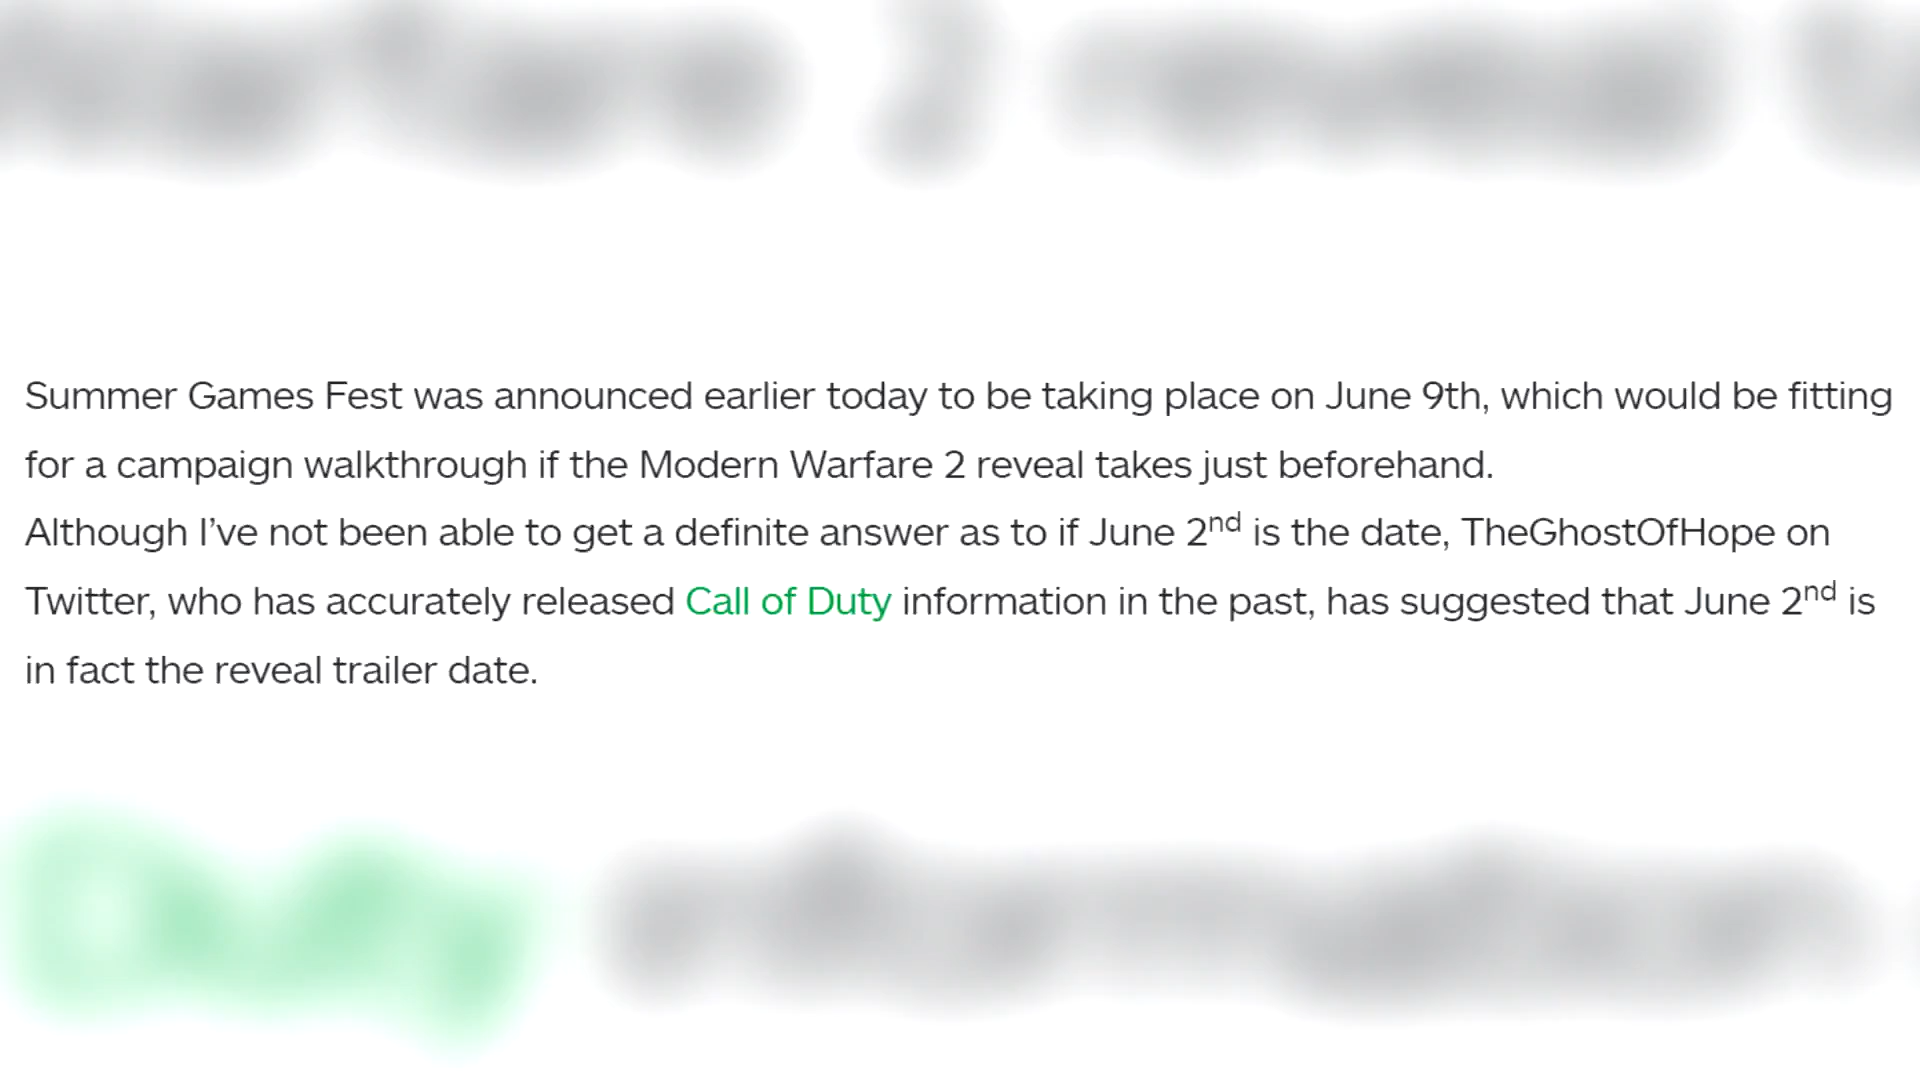 Summer Games Fest was announced earlier today to be taking place on June 9th, which would be fitting
for a campaign walkthrough if the Modern Warfare 2 reveal takes just beforehand.
Although I’ve not been able to get a definite answer as to if June 2nd is the date, TheGhostOfHope on
Twitter, who has accurately released Call of Duty information in the past, has suggested that June 2nd is
in fact the reveal trailer date.